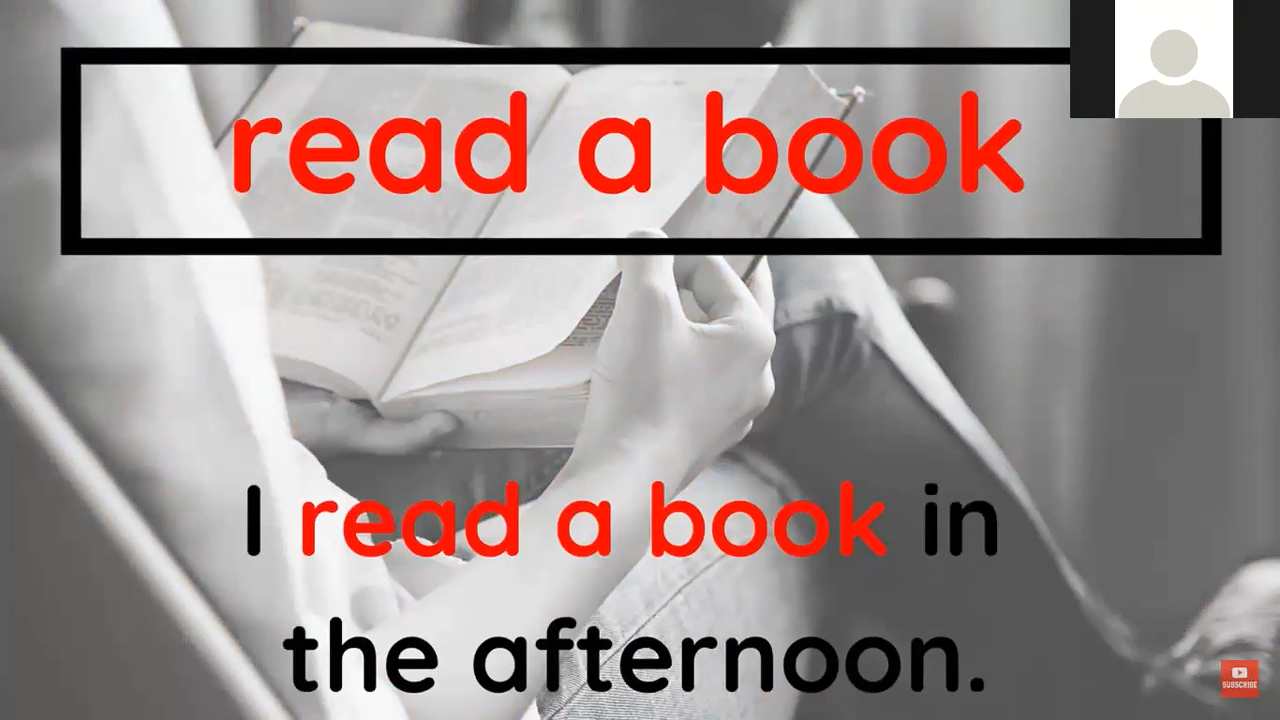 read a book
I read a book in
the afternoon.
SUBSCRIBE